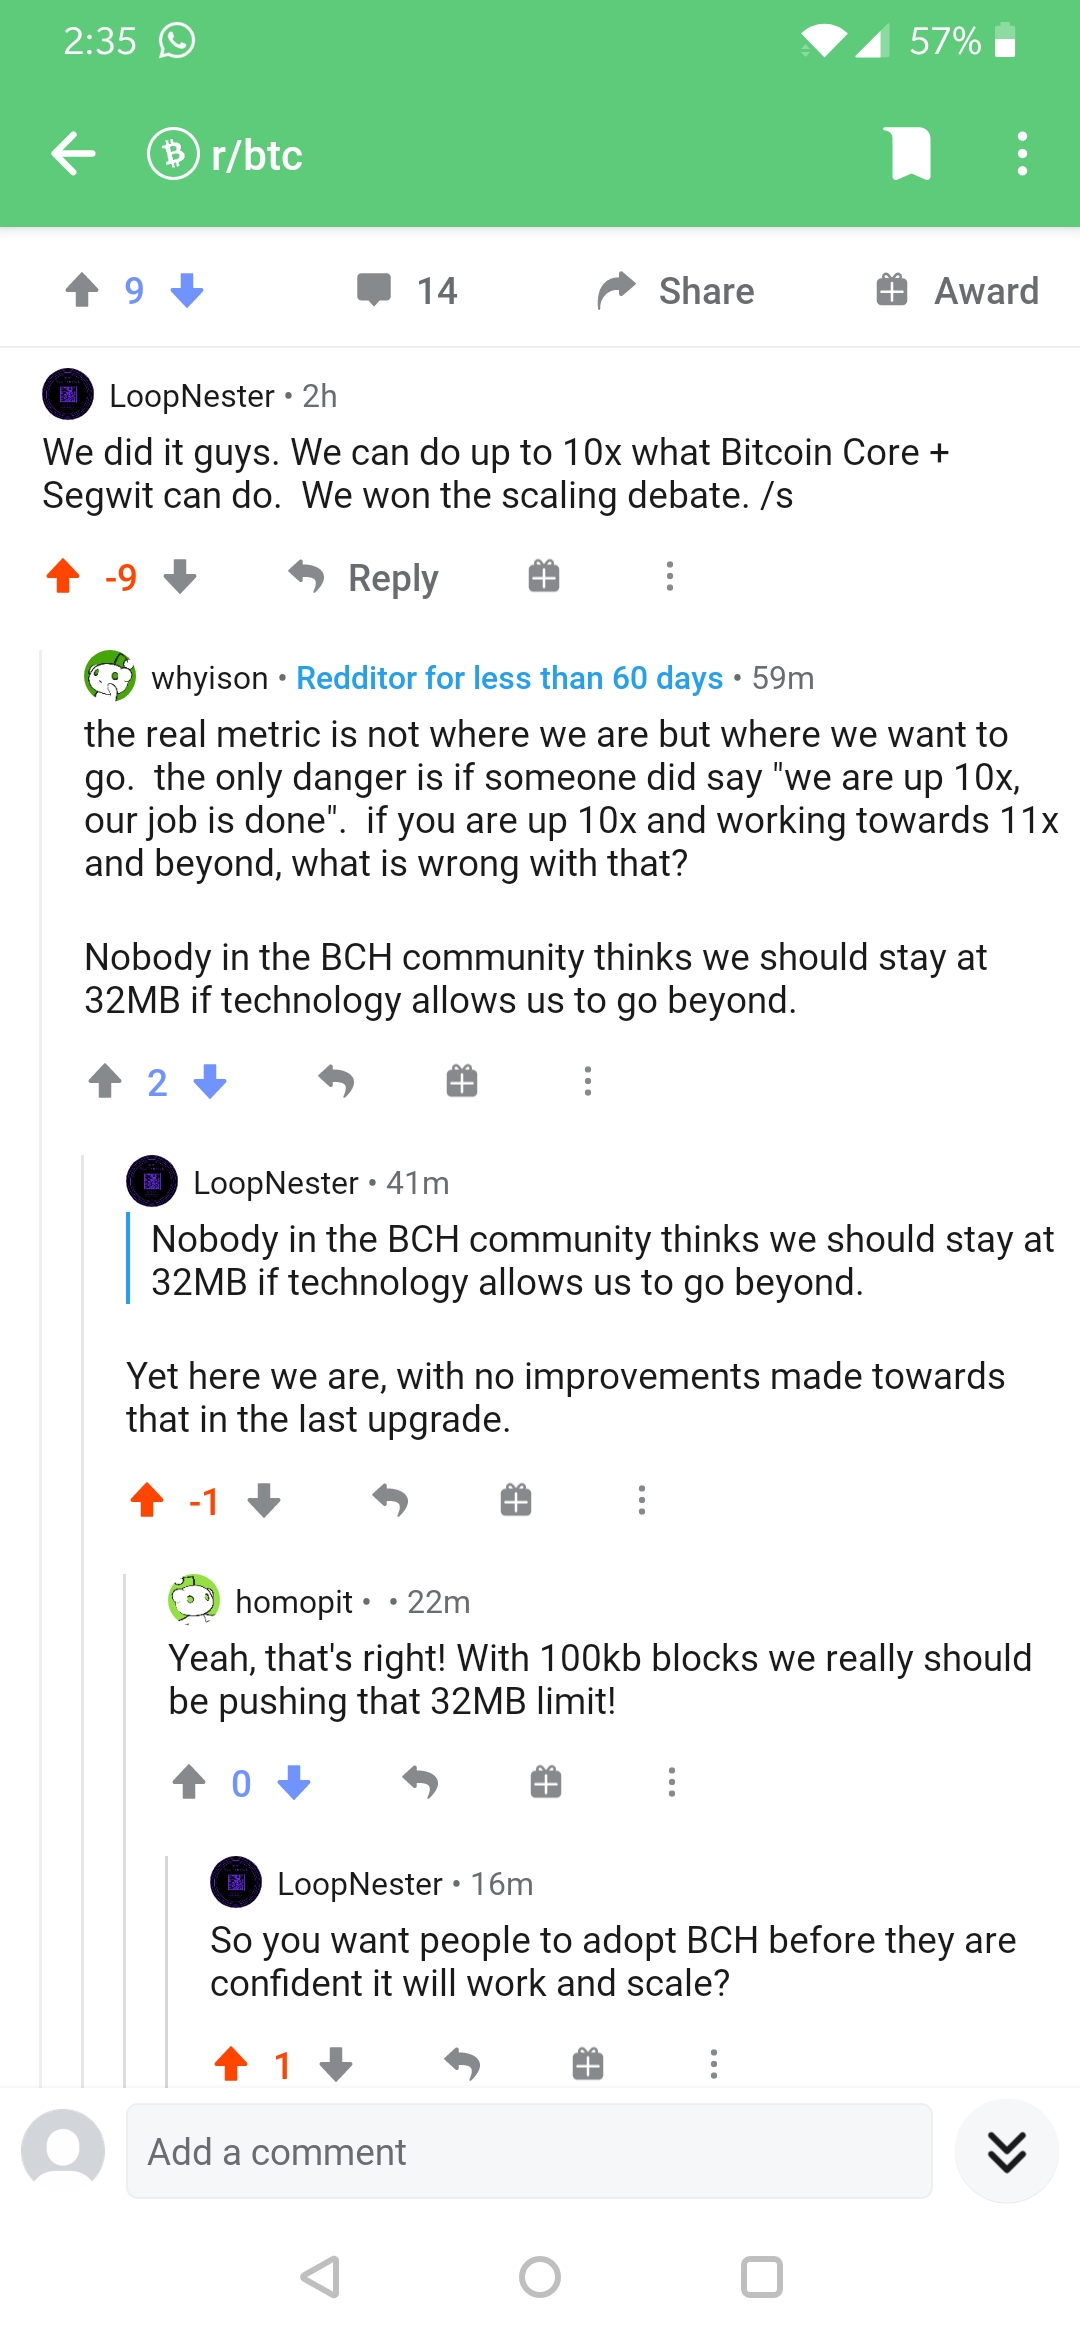 2:35 57%
r/btc
9 14 Share Award
LoopNester • 2h
We did it guys. We can do up to 10x what Bitcoin Core +
Segwit can do.  We won the scaling debate. /s
-9 Reply
whyison • Redditor for less than 60 days • 59m
the real metric is not where we are but where we want to
go.  the only danger is if someone did say "we are up 10x,
our job is done".  if you are up 10x and working towards 11x
and beyond, what is wrong with that?
Nobody in the BCH community thinks we should stay at
32MB if technology allows us to go beyond.
2
LoopNester • 41m
Nobody in the BCH community thinks we should stay at
32MB if technology allows us to go beyond.
Yet here we are, with no improvements made towards
that in the last upgrade.
-1
homopit • • 22m
Yeah, that's right! With 100kb blocks we really should
be pushing that 32MB limit!
0
LoopNester • 16m
So you want people to adopt BCH before they are
confident it will work and scale?
1
Add a comment